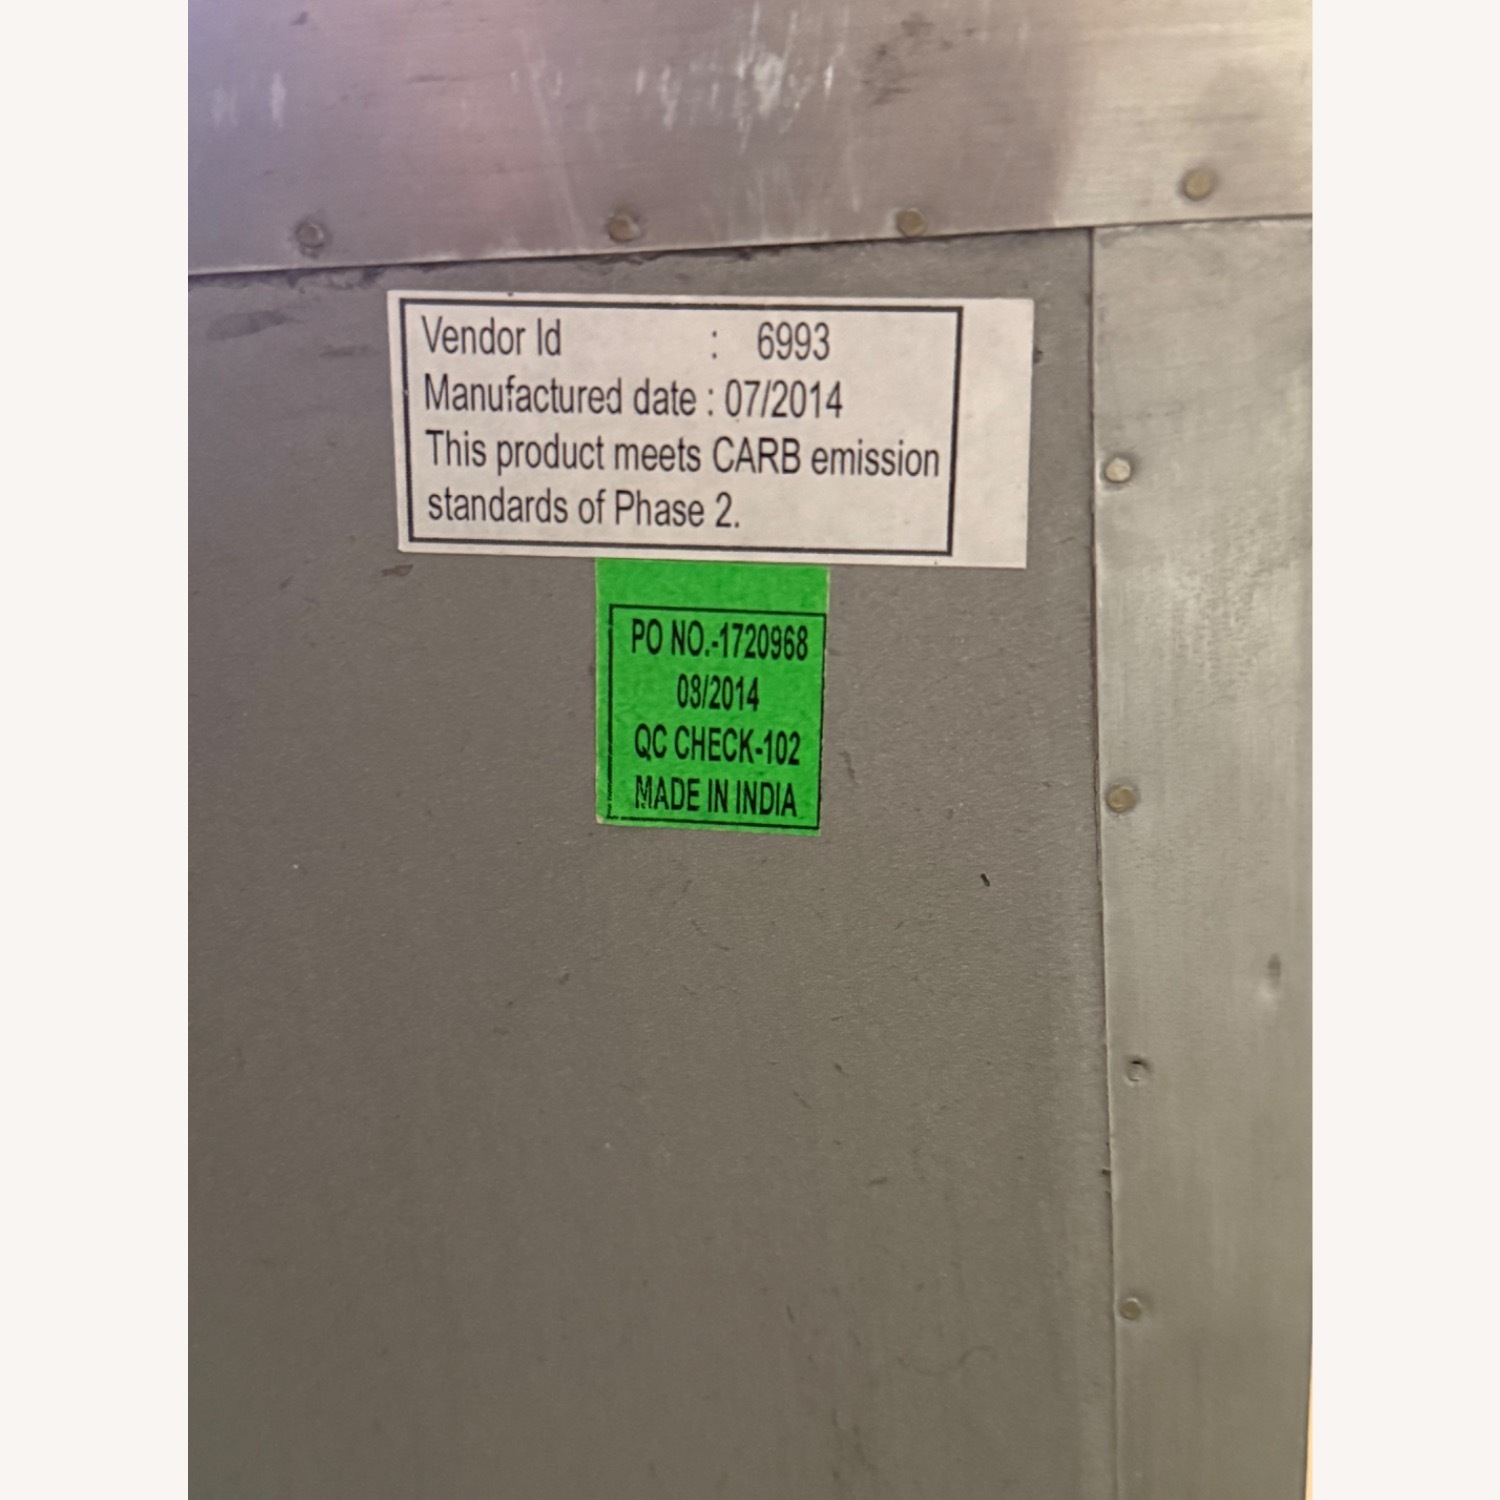 Vendor Id : 6993
Manufactured date : 07/2014
This product meets CARB emission
standards of Phase 2.
PO NO.-1720968
08/2014
QC CHECK-102
MADE IN INDIA